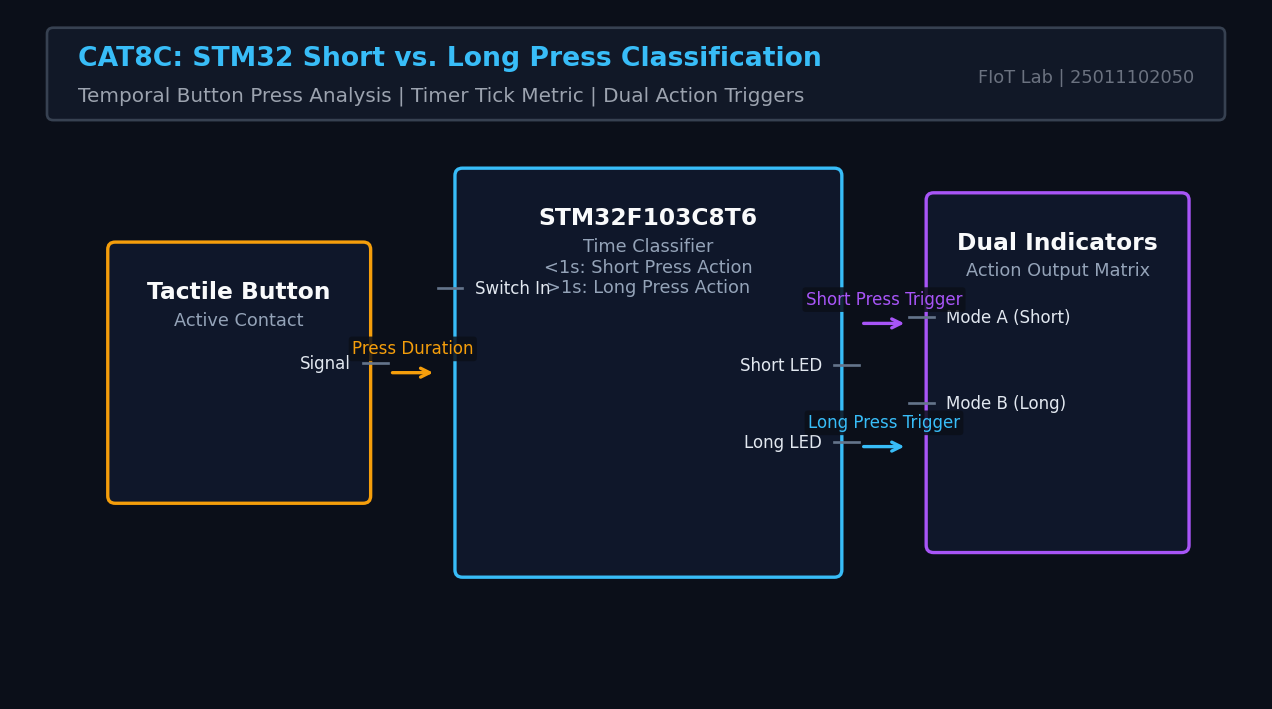 CAT8C: STM32 Short vs. Long Press Classification
Temporal Button Press Analysis | Timer Tick Metric | Dual Action Triggers
FIoT Lab | 25011102050
Tactile Button
Active Contact
Signal
Press Duration
STM32F103C8T6
Time Classifier
<1s: Short Press Action
>1s: Long Press Action
Switch In
Short LED
Long LED
Short Press Trigger
Long Press Trigger
Dual Indicators
Action Output Matrix
Mode A (Short)
Mode B (Long)